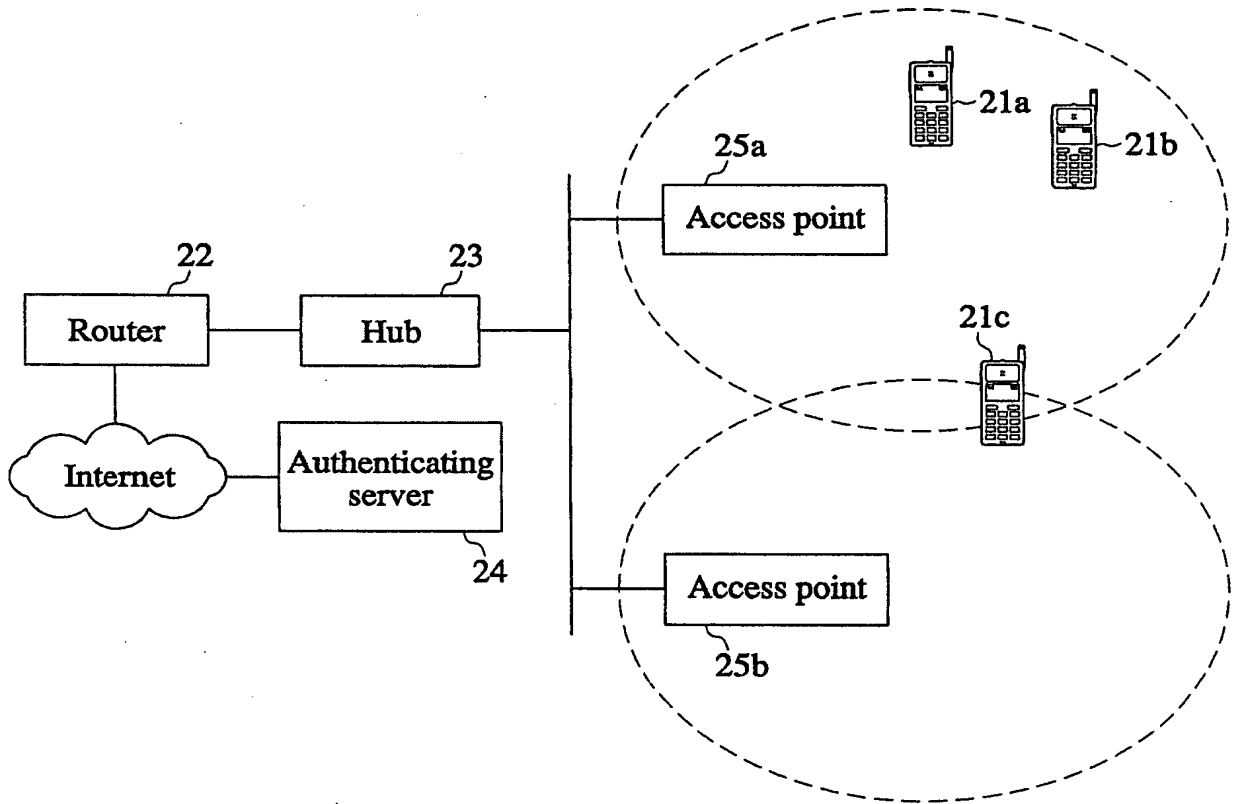 21a
21b
25a
Access point
22
23
Router
Hub
21c
Internet
Authenticating
server
24
Access point
25b